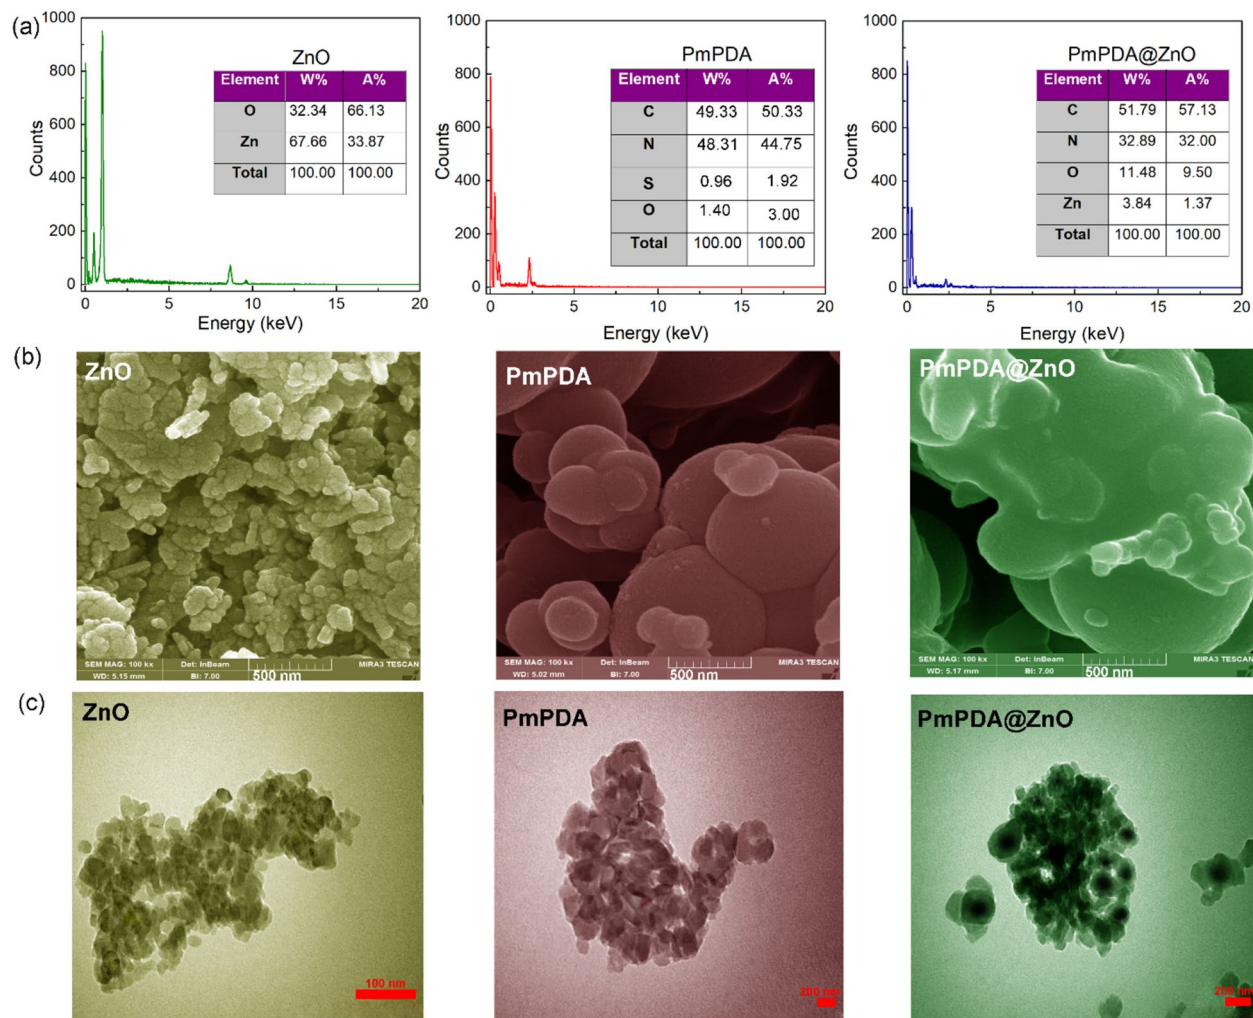 (a)
1000
800
600
400
200
0
Counts
0 5 10 15 20
Energy (keV)
ZnO
Element W% A%
O 32.34 66.13
Zn 67.66 33.87
Total 100.00 100.00
1000
800
600
400
200
0
Counts
0 5 10 15 20
Energy (keV)
PmPDA
Element W% A%
C 49.33 50.33
N 48.31 44.75
S 0.96 1.92
O 1.40 3.00
Total 100.00 100.00
1000
800
600
400
200
0
Counts
0 5 10 15 20
Energy (keV)
PmPDA@ZnO
Element W% A%
C 51.79 57.13
N 32.89 32.00
O 11.48 9.50
Zn 3.84 1.37
Total 100.00 100.00
(b)
ZnO
SEM MAG: 100 kx Det: InBeam MIRA3 TESCAN
WD: 5.15 mm BI: 7.00 500 nm
PmPDA
SEM MAG: 100 kx Det: InBeam MIRA3 TESCAN
WD: 5.02 mm BI: 7.00 500 nm
PmPDA@ZnO
SEM MAG: 100 kx Det: InBeam MIRA3 TESCAN
WD: 5.17 mm BI: 7.00 500 nm
(c)
ZnO
100 nm
PmPDA
200 nm
PmPDA@ZnO
200 nm